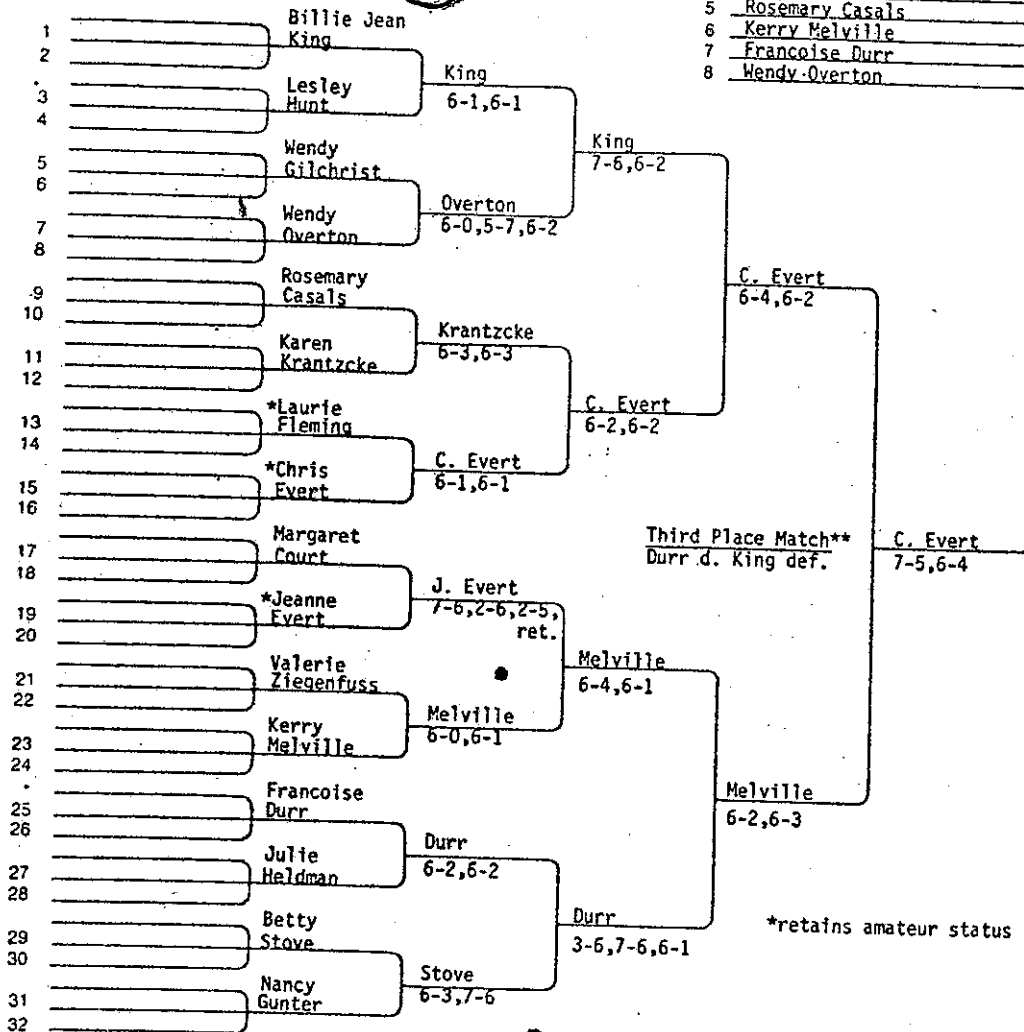 5 Rosemary Casals
6 Kerry Melville
7 Francoise Durr
8 Wendy Overton
1
2
3
4
5
6
7
8
9
10
11
12
13
14
15
16
17
18
19
20
21
22
23
24
25
26
27
28
29
30
31
32
Billie Jean
King
Lesley
Hunt
Wendy
Gilchrist
Wendy
Overton
Rosemary
Casals
Karen
Krantzcke
*Laurie
Fleming
*Chris
Evert
Margaret
Court
*Jeanne
Evert
Valerie
Ziegenfuss
Kerry
Melville
Francoise
Durr
Julie
Heldman
Betty
Stove
Nancy
Gunter
King
6-1,6-1
Overton
6-0,5-7,6-2
Krantzcke
6-3,6-3
C. Evert
6-1,6-1
J. Evert
7-6,2-6,2-5,
ret.
Melville
6-0,6-1
Durr
6-2,6-2
Stove
6-3,7-6
King
7-6,6-2
C. Evert
6-2,6-2
Melville
6-4,6-1
Durr
3-6,7-6,6-1
C. Evert
6-4,6-2
Melville
6-2,6-3
Third Place Match**
Durr d. King def.
C. Evert
7-5,6-4
*retains amateur status